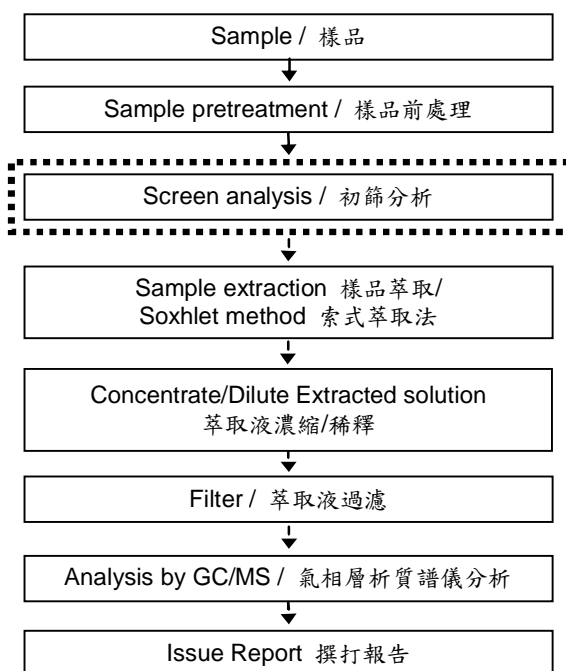 Sample / 樣品
Sample pretreatment / 樣品前處理
Screen analysis / 初篩分析
Sample extraction 樣品萃取/
Soxhlet method 索式萃取法
Concentrate/Dilute Extracted solution
萃取液濃縮/稀釋
Filter / 萃取液過濾
Analysis by GC/MS / 氣相層析質譜儀分析
Issue Report 撰打報告